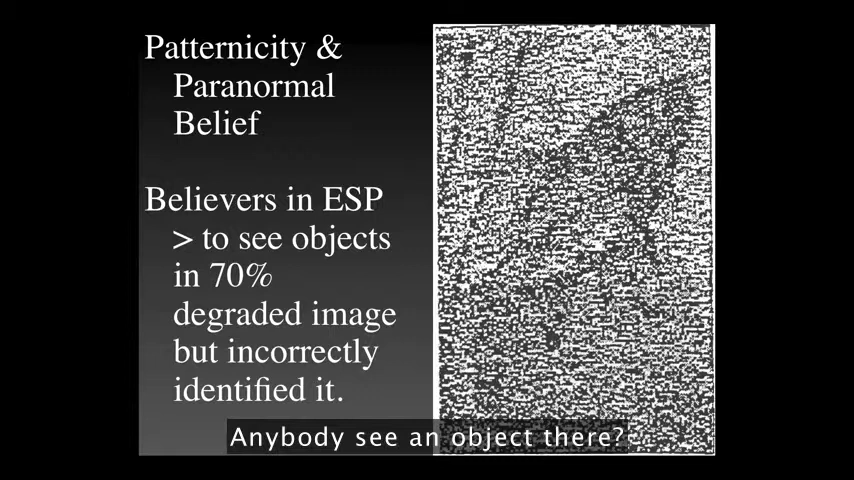 Patternicity &
Paranormal
Belief
Believers in ESP
> to see objects
in 70%
degraded image
but incorrectly
identified it.
Anybody see an object there?